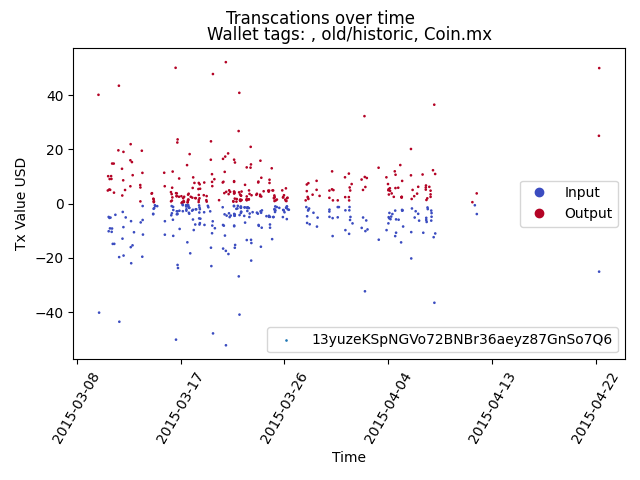 Transcations over time
Wallet tags: , old/historic, Coin.mx
Tx Value USD
40
20
0
−20
−40
Input
Output
13yuzeKSpNGVo72BNBr36aeyz87GnSo7Q6
2015-03-08
2015-03-17
2015-03-26
2015-04-04
2015-04-13
2015-04-22
Time